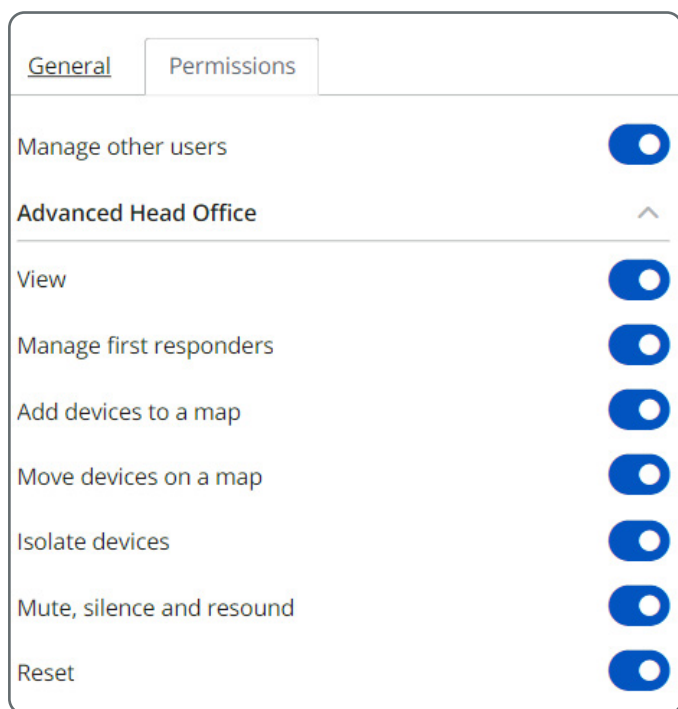 General
Permissions
Manage other users
Advanced Head Office
View
Manage first responders
Add devices to a map
Move devices on a map
Isolate devices
Mute, silence and resound
Reset